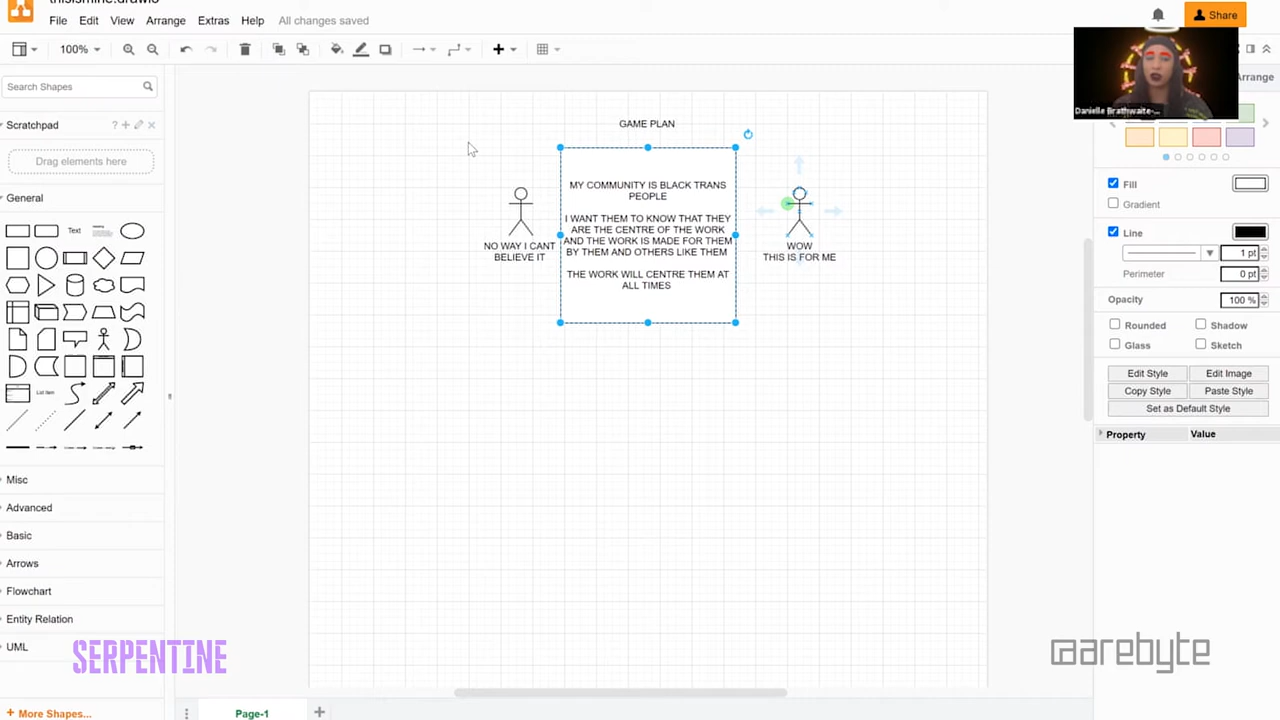 thisismine.drawio
File Edit View Arrange Extras Help All changes saved
Share
100%
Search Shapes
Scratchpad
Drag elements here
General
Text
List Item
Misc
Advanced
Basic
Arrows
Flowchart
Entity Relation
UML
+ More Shapes...
GAME PLAN
MY COMMUNITY IS BLACK TRANS
PEOPLE
I WANT THEM TO KNOW THAT THEY
ARE THE CENTRE OF THE WORK
AND THE WORK IS MADE FOR THEM
BY THEM AND OTHERS LIKE THEM
THE WORK WILL CENTRE THEM AT
ALL TIMES
NO WAY I CANT
BELIEVE IT
WOW
THIS IS FOR ME
Danielle Brathwaite-...
Arrange
Fill
Gradient
Line
1 pt
Perimeter
0 pt
Opacity
100 %
Rounded
Shadow
Glass
Sketch
Edit Style
Edit Image
Copy Style
Paste Style
Set as Default Style
Property
Value
SERPENTINE
@arebyte
Page-1